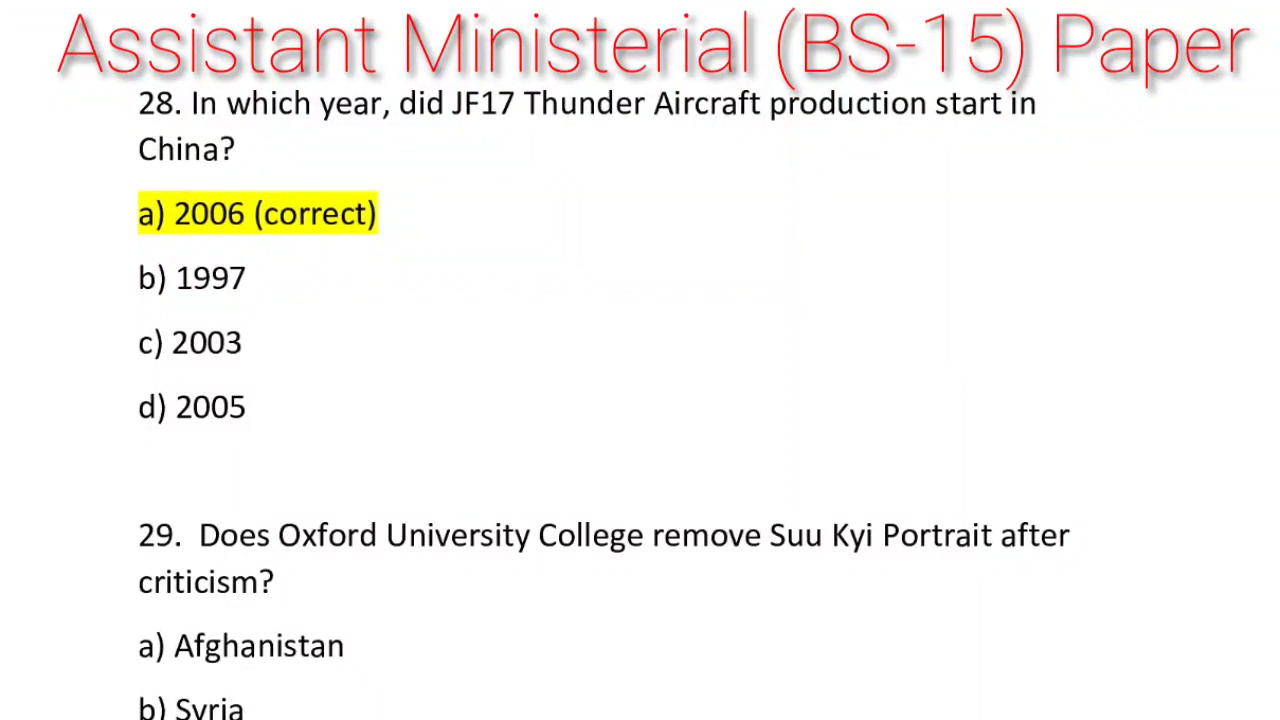 Assistant Ministerial (BS-15) Paper
28. In which year, did JF17 Thunder Aircraft production start in
China?
a) 2006 (correct)
b) 1997
c) 2003
d) 2005
29.  Does Oxford University College remove Suu Kyi Portrait after
criticism?
a) Afghanistan
b) Syria